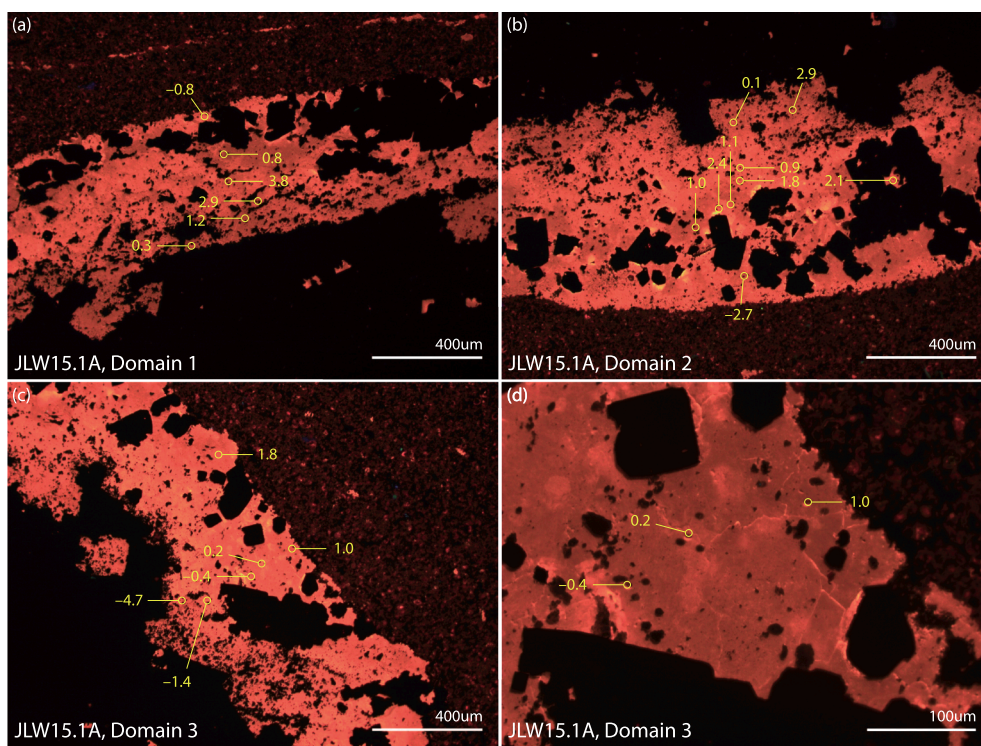 (a)
–0.8
0.8
3.8
2.9
1.2
0.3
400um
JLW15.1A, Domain 1
(b)
0.1
2.9
1.1
2.4
0.9
1.0
1.8
2.1
–2.7
400um
JLW15.1A, Domain 2
(c)
1.8
1.0
0.2
–0.4
–4.7
–1.4
400um
JLW15.1A, Domain 3
(d)
1.0
0.2
–0.4
100um
JLW15.1A, Domain 3